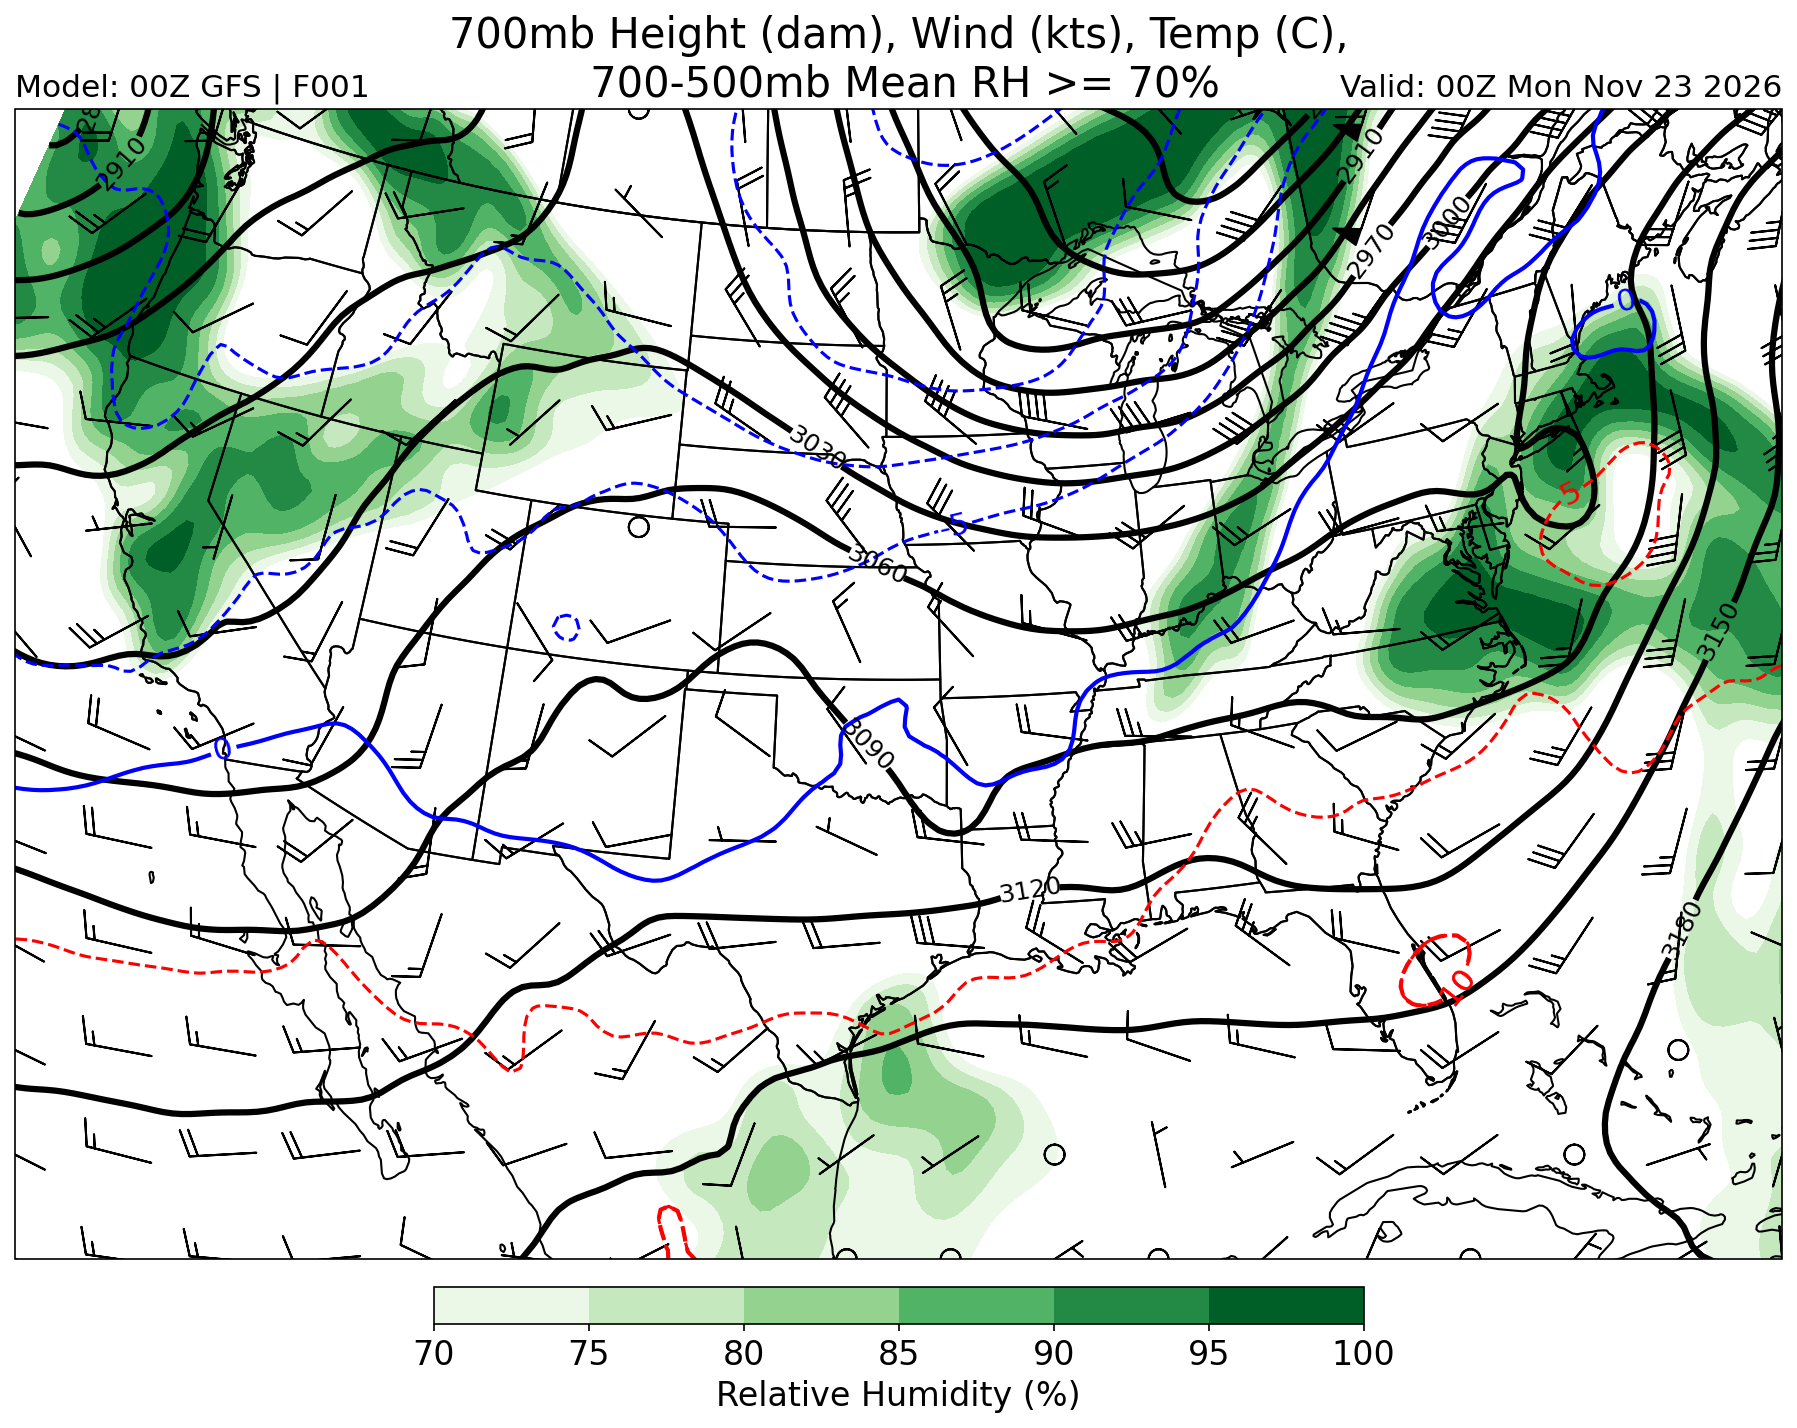 700mb Height (dam), Wind (kts), Temp (C),
700-500mb Mean RH >= 70%
Model: 00Z GFS | F001
Valid: 00Z Mon Nov 23 2026
2910
2910
2970
3000
0
3030
5
-5
3060
3150
0
3090
3120
3180
10
70 75 80 85 90 95 100
Relative Humidity (%)